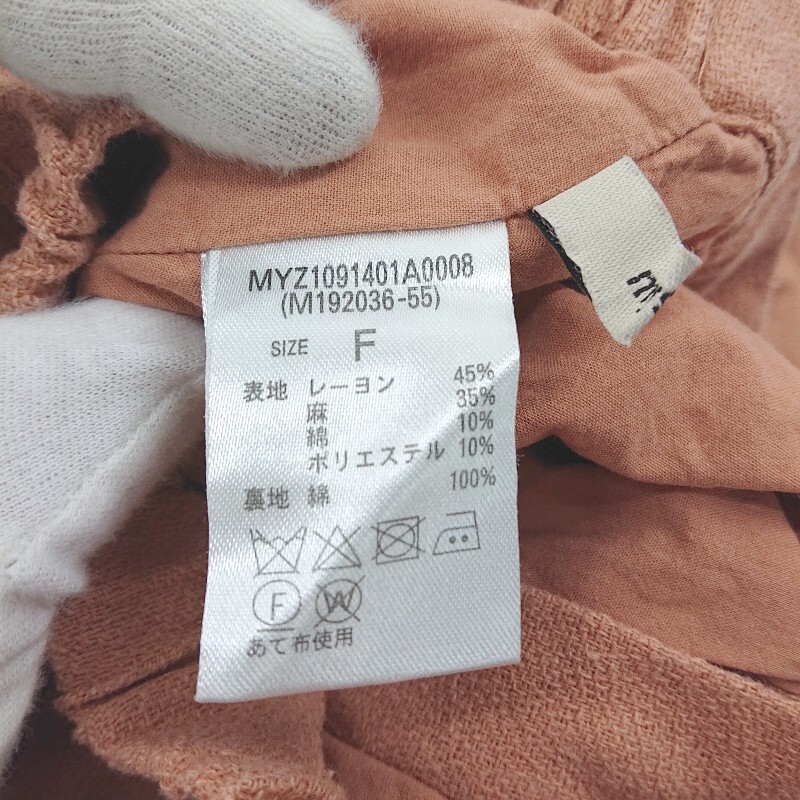 MYZ1091401A0008
(M192036-55)
SIZE F
表地 レーヨン 45%
麻 35%
綿 10%
ポリエステル 10%
裏地 綿 100%
F W
あて布使用